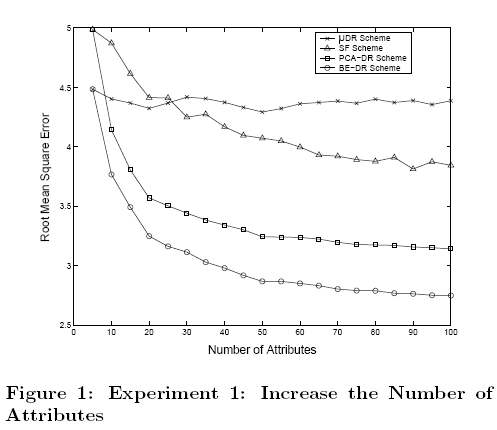 5
4.5
4
3.5
3
2.5
0
10
20
30
40
50
60
70
80
90
100
Root Mean Square Error
Number of Attributes
UDR Scheme
SF Scheme
PCA-DR Scheme
BE-DR Scheme
Figure 1: Experiment 1: Increase the Number of
Attributes